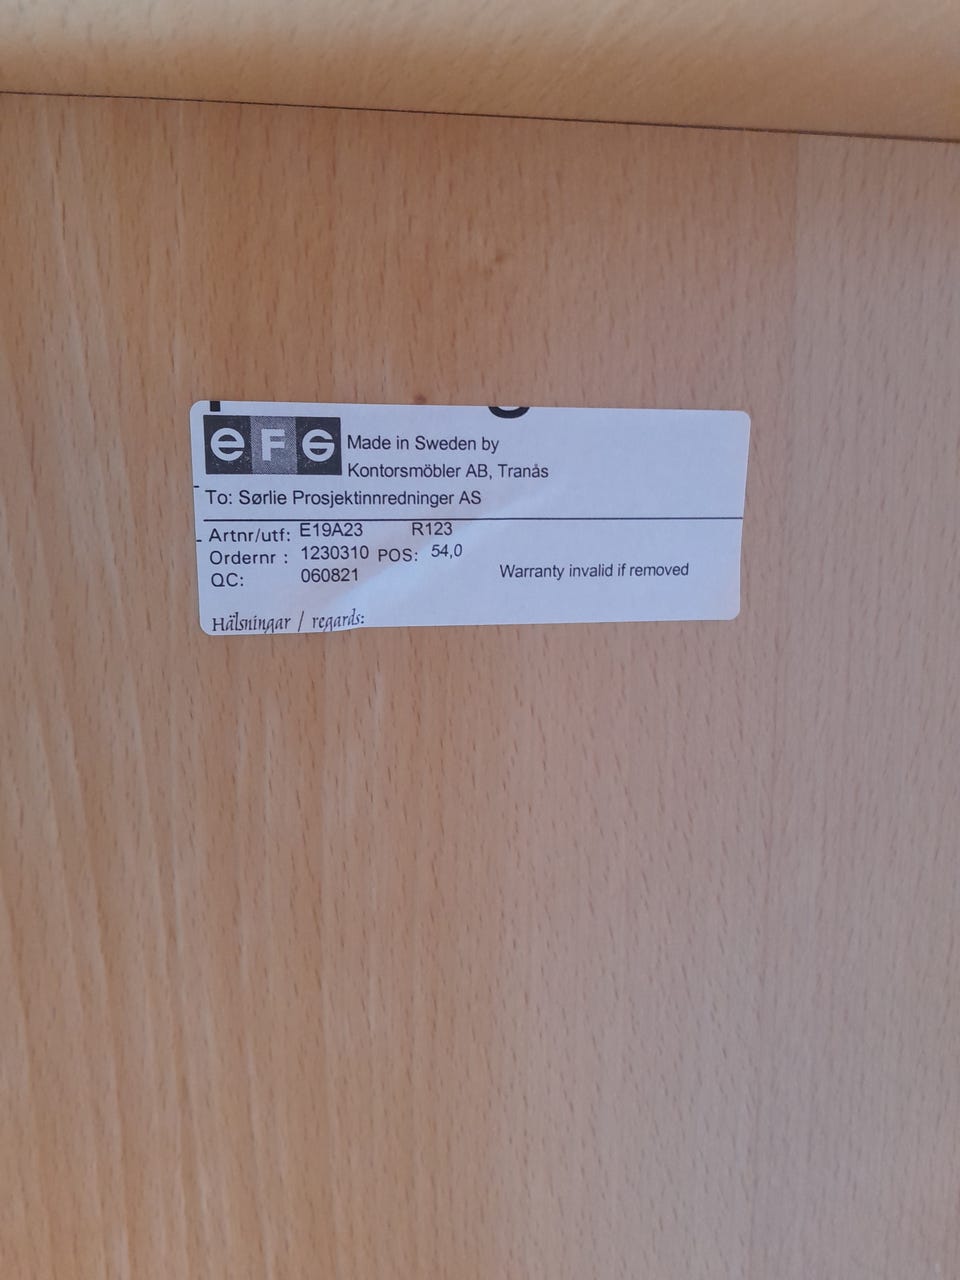 eFG
Made in Sweden by
Kontorsmöbler AB, Tranås
To: Sørlie Prosjektinnredninger AS
Artnr/utf: E19A23 R123
Ordernr : 1230310 POS: 54,0
QC: 060821
Warranty invalid if removed
Hälsningar / regards: